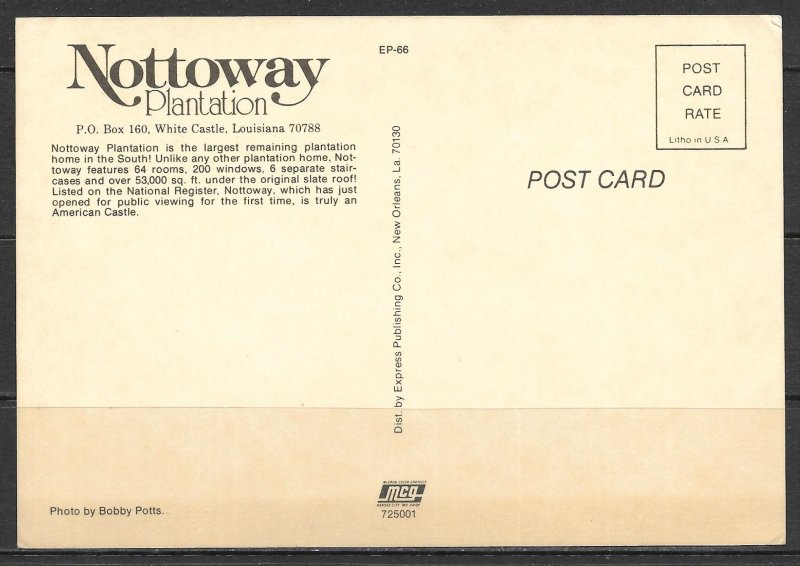 Nottoway
Plantation
P.O. Box 160, White Castle, Louisiana 70788
Nottoway Plantation is the largest remaining plantation
home in the South! Unlike any other plantation home, Not-
toway features 64 rooms, 200 windows, 6 separate stair-
cases and over 53,000 sq. ft. under the original slate roof!
Listed on the National Register, Nottoway, which has just
opened for public viewing for the first time, is truly an
American Castle.
EP-66
POST
CARD
RATE
Litho in U S A
POST CARD
Dist. by Express Publishing Co., Inc., New Orleans, La. 70130
Photo by Bobby Potts.
mcg
725001